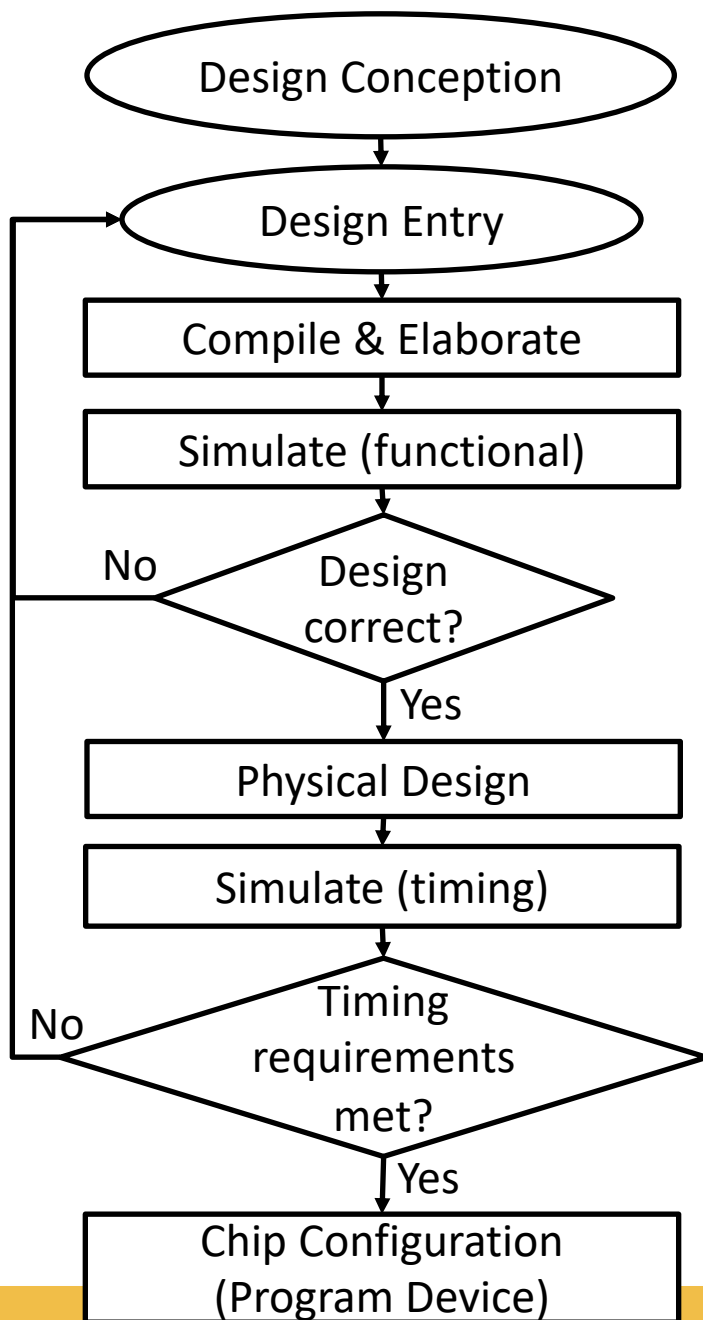 Design Conception
Design Entry
Compile & Elaborate
Simulate (functional)
No
Design
correct?
Yes
Physical Design
Simulate (timing)
No
Timing
requirements
met?
Yes
Chip Configuration
(Program Device)